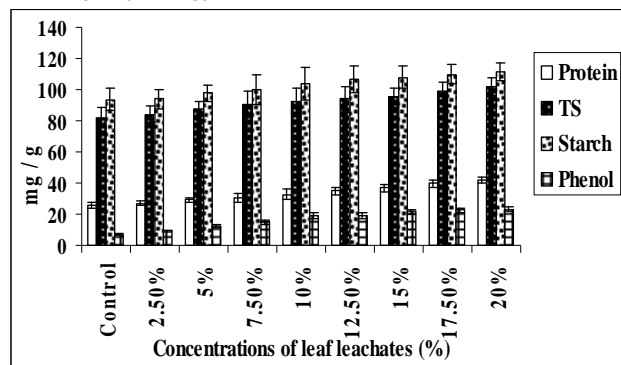 140
120
100
80
60
40
20
0
mg / g
Control
2.50%
5%
7.50%
10%
12.50%
15%
17.50%
20%
Concentrations of leaf leachates (%)
Protein
TS
Starch
Phenol